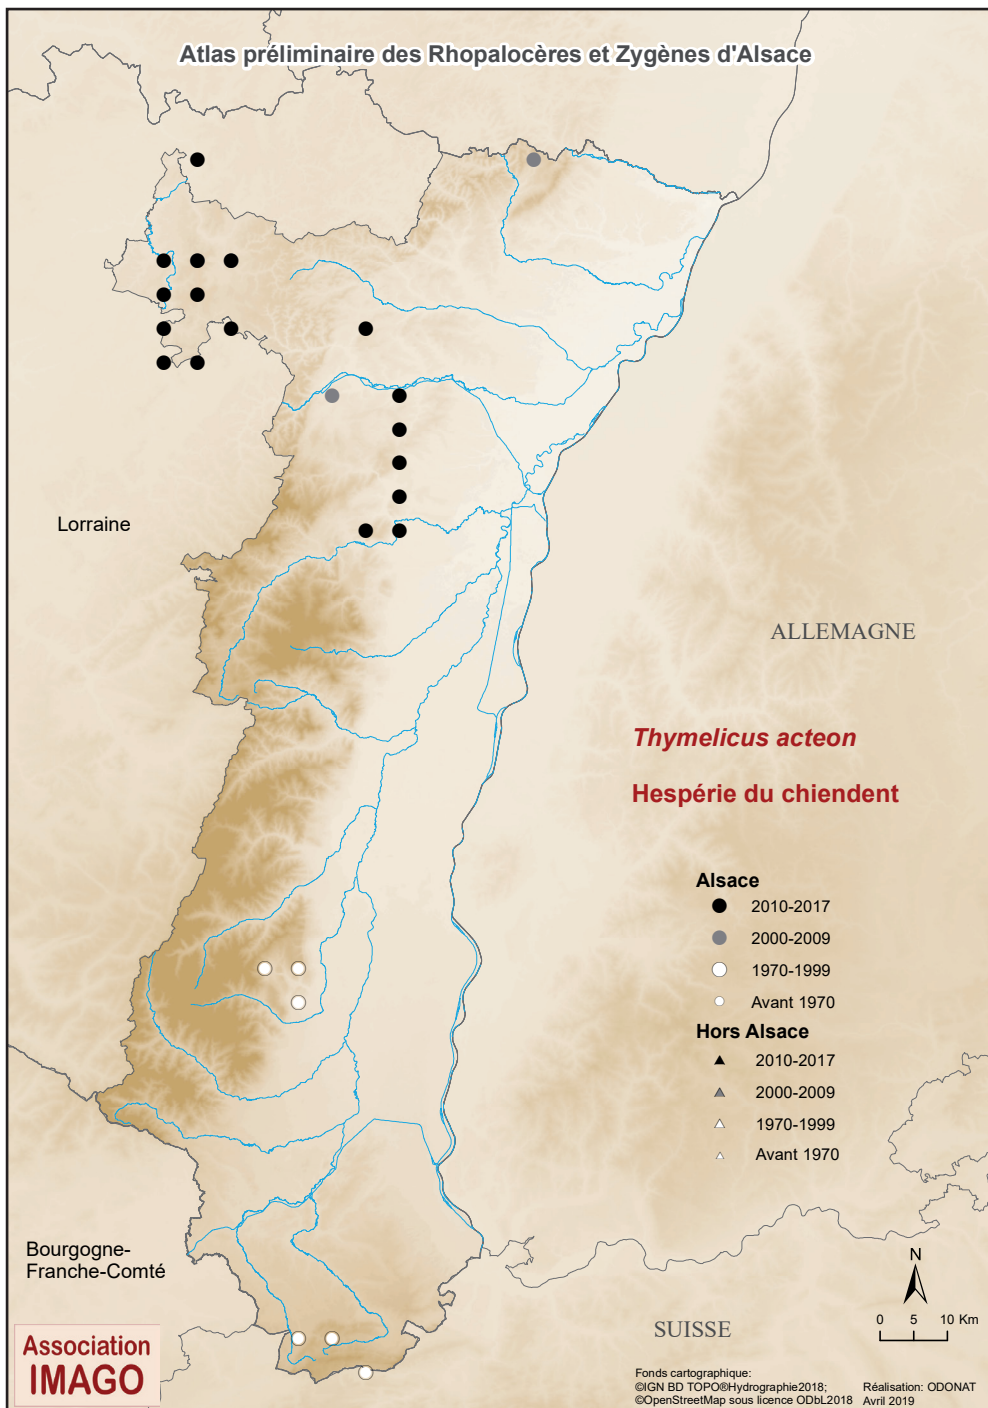 Atlas préliminaire des Rhopalocères et Zygènes d'Alsace
Lorraine
ALLEMAGNE
Thymelicus acteon
Hespérie du chiendent
Alsace
2010-2017
2000-2009
1970-1999
Avant 1970
Hors Alsace
2010-2017
2000-2009
1970-1999
Avant 1970
Bourgogne-
Franche-Comté
N
0 5 10 Km
SUISSE
Association
IMAGO
Fonds cartographique:
©IGN BD TOPO®Hydrographie2018;
©OpenStreetMap sous licence ODbL2018
Réalisation: ODONAT
Avril 2019